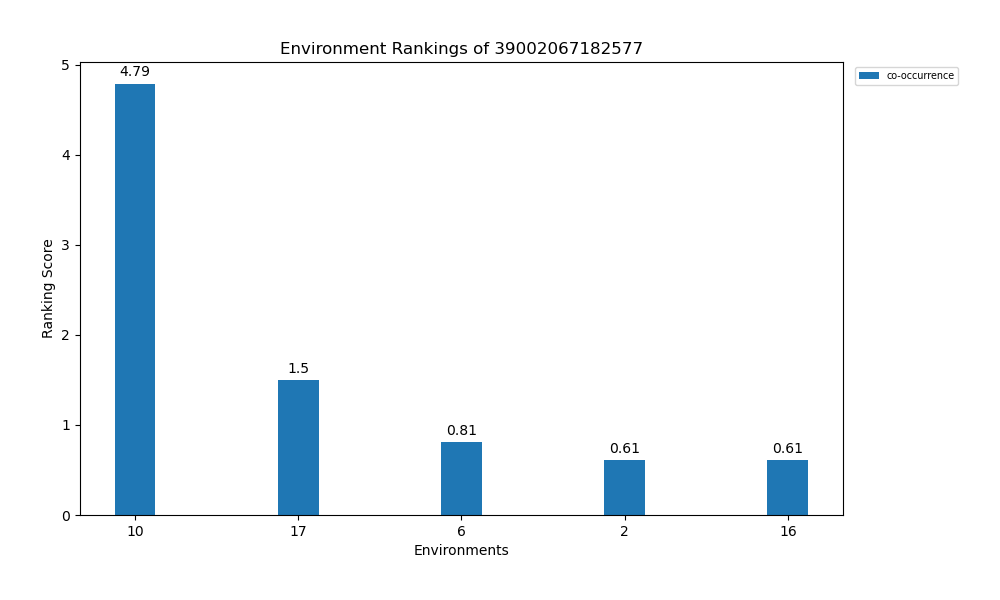 Environment Rankings of 39002067182577
co-occurrence
Ranking Score
5
4
3
2
1
0
4.79
1.5
0.81
0.61
0.61
10 17 6 2 16
Environments